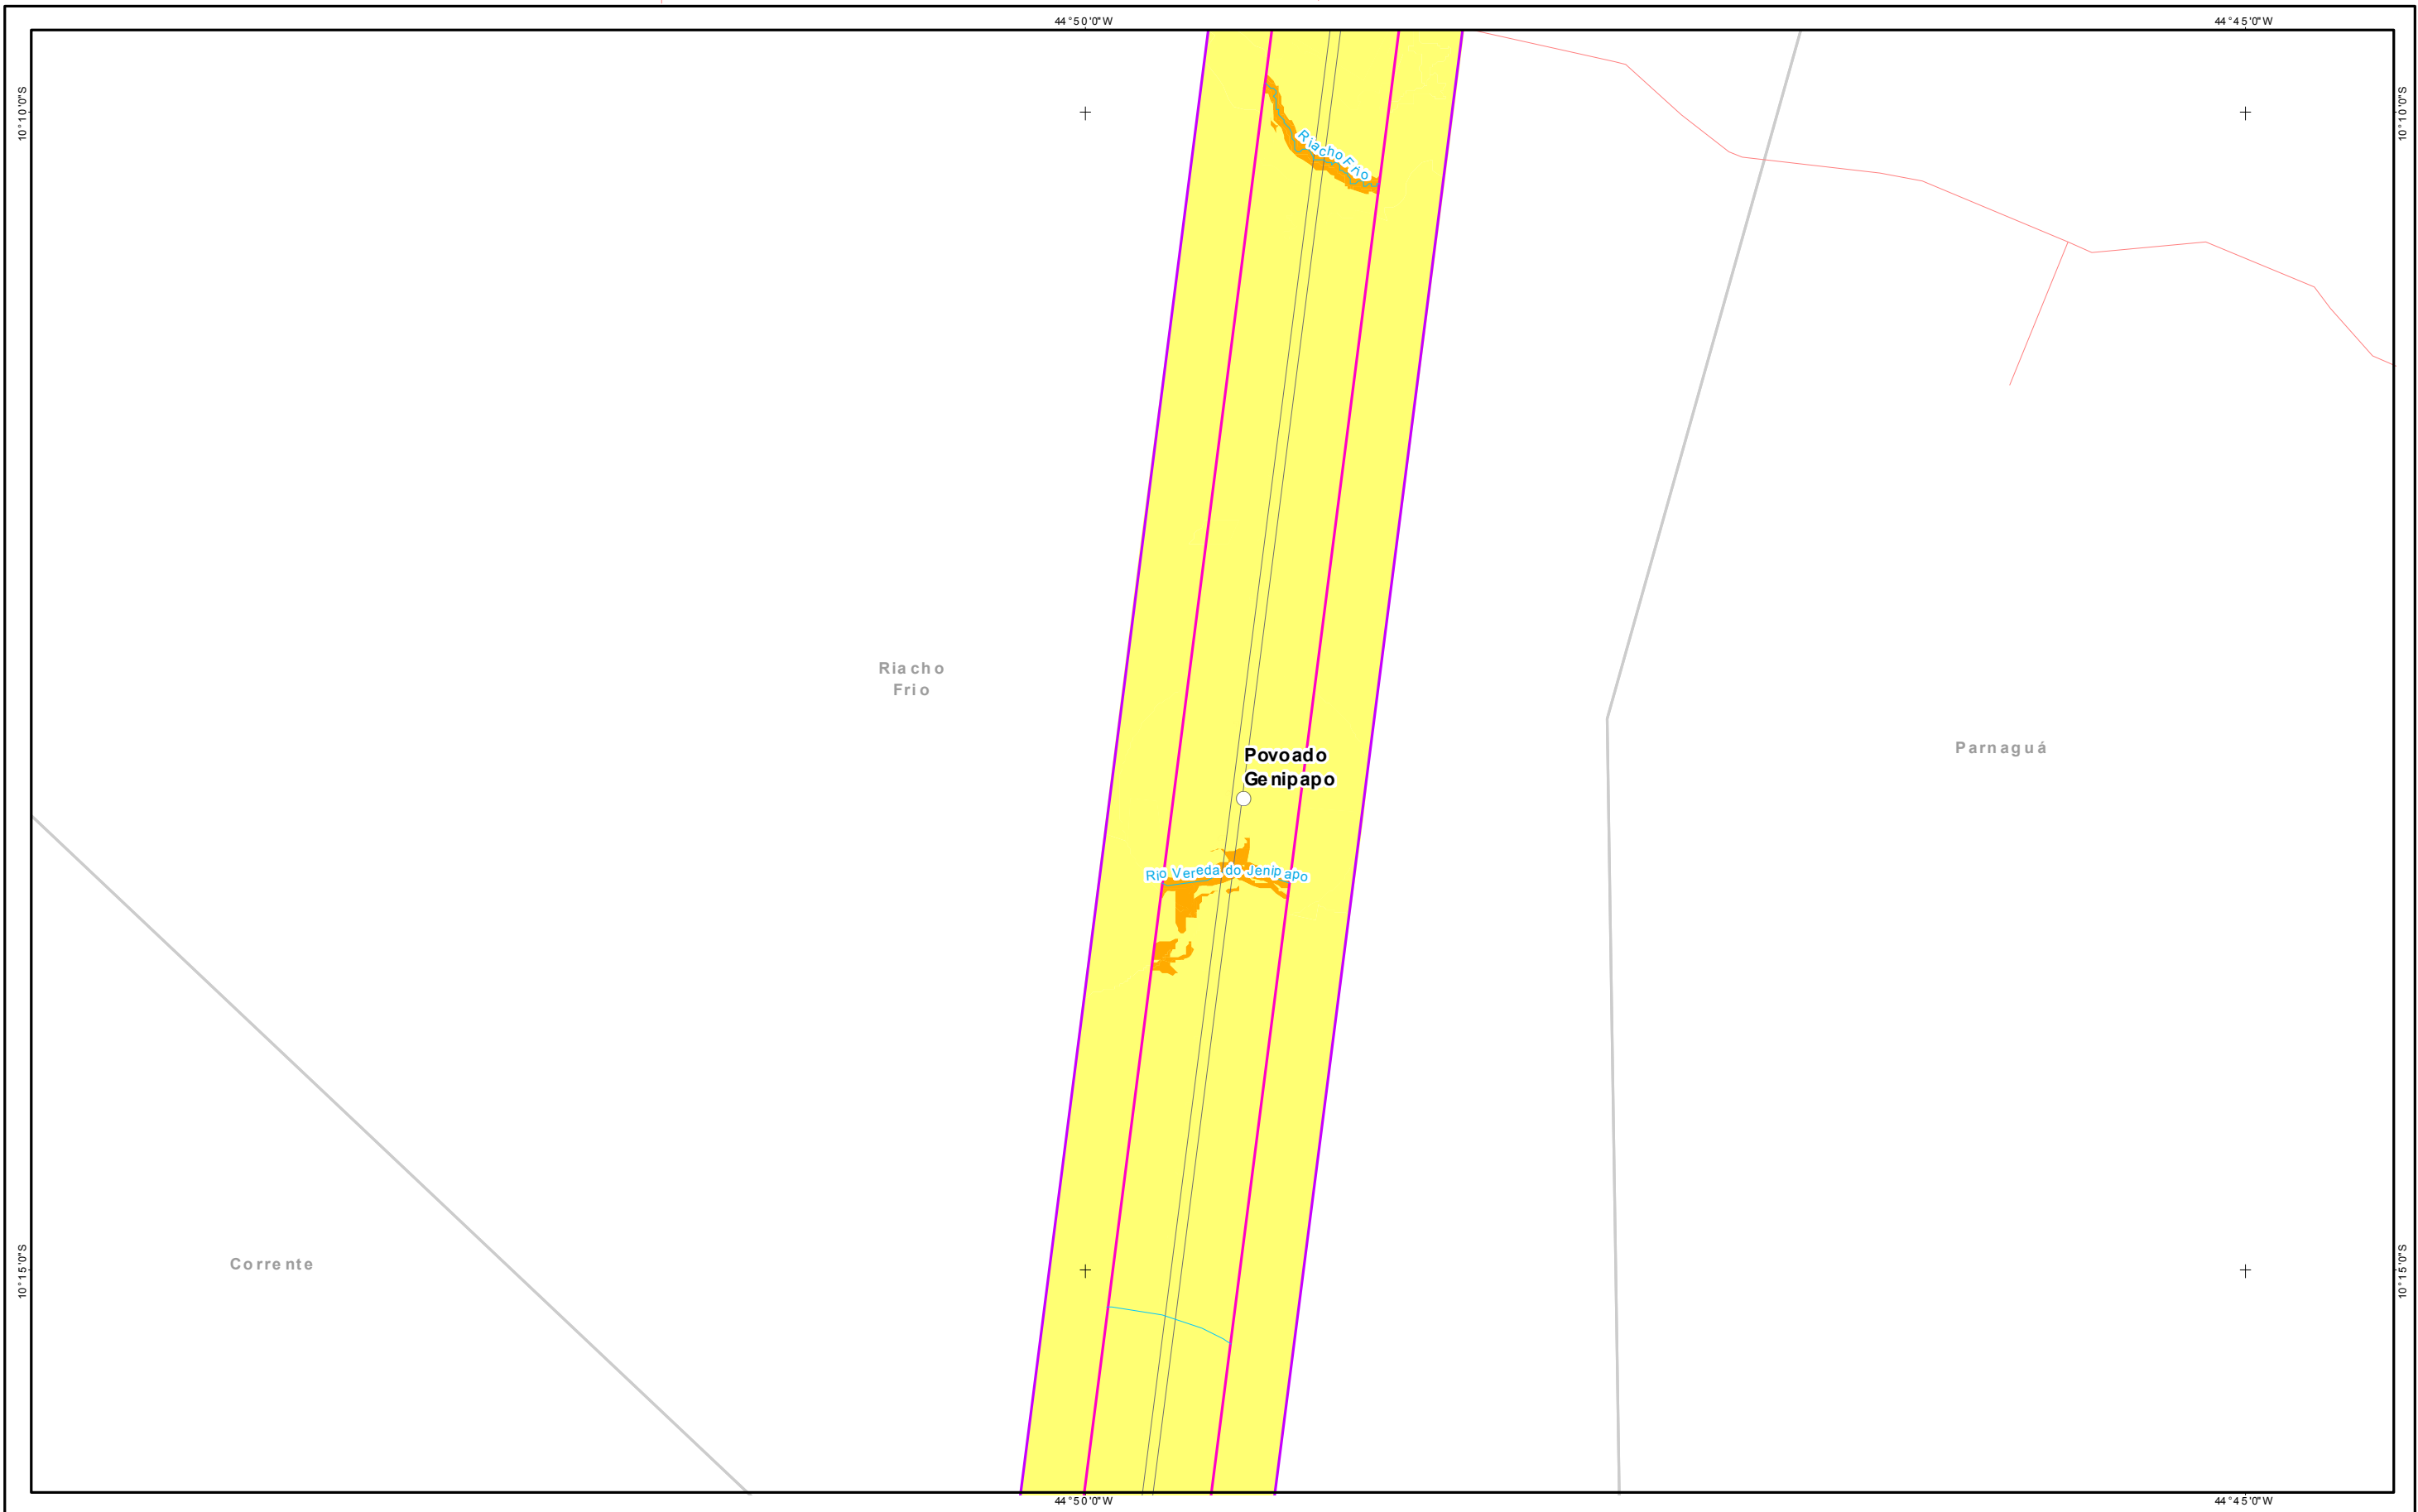 44°50'0"W
44°45'0"W
10°10'0"S
10°10'0"S
Riacho Frio
Riacho
Frio
Parnaguá
Povoado
Genipapo
Rio Vereda do Jenipapo
Corrente
10°15'0"S
10°15'0"S
44°50'0"W
44°45'0"W